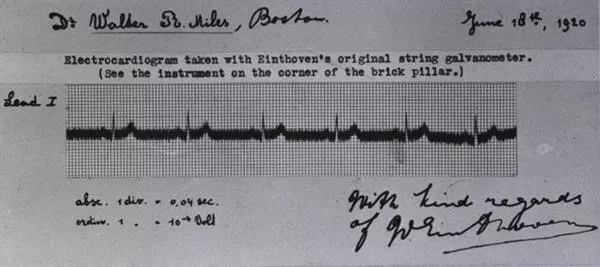 Dr Walter R. Miles, Boston.
June 18th, 1920
Electrocardiogram taken with Einthoven's original string galvanometer.
(See the instrument on the corner of the brick pillar.)
Lead I
absc. 1 div. = 0.04 sec.
ordin. 1 " = 10-4 Volt
With kind regards
of W. Einthoven